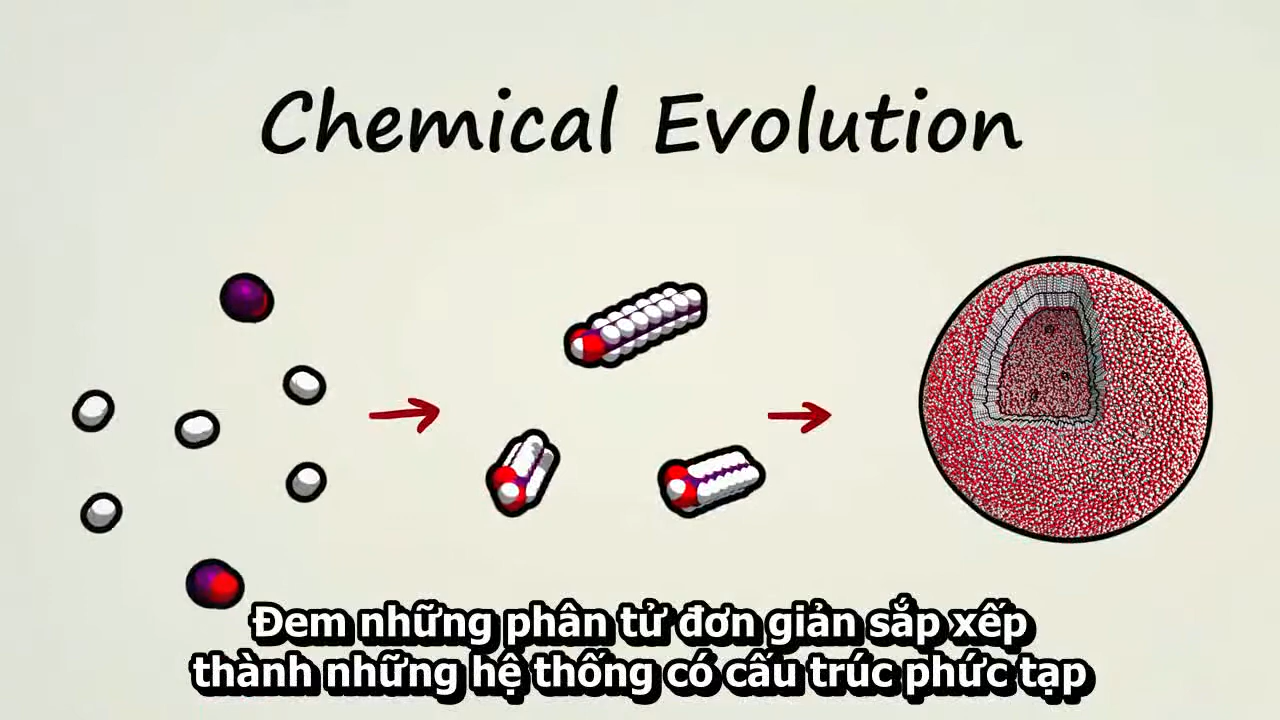 Chemical Evolution
Đem những phân tử đơn giản sắp xếp
thành những hệ thống có cấu trúc phức tạp